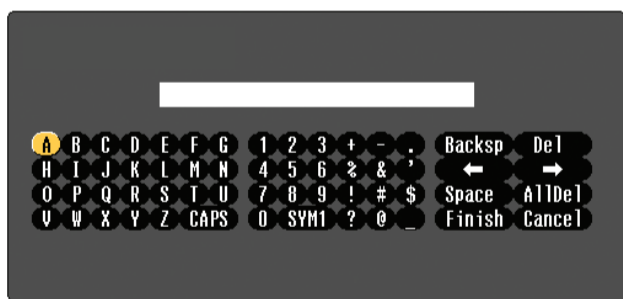 A B C D E F G 1 2 3 + - . Backsp Del
H I J K L M N 4 5 6 % & ' ← →
O P Q R S T U 7 8 9 ! # $ Space AllDel
V W X Y Z CAPS 0 SYM1 ? @ _ Finish Cancel